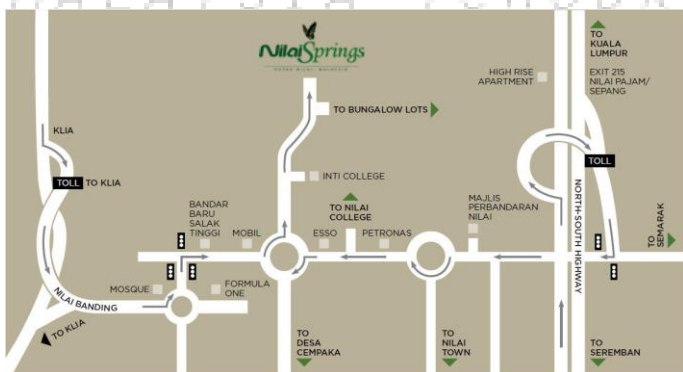 Nilai Springs
TO
KUALA
LUMPUR
HIGH RISE
APARTMENT
EXIT 215
NILAI PAJAM/
SEPANG
TO BUNGALOW LOTS
KLIA
TOLL
TOLL TO KLIA
INTI COLLEGE
TO NILAI
COLLEGE
BANDAR
BARU
SALAK
TINGGI
MOBIL
ESSO
PETRONAS
MAJLIS
PERBANDARAN
NILAI
NORTH-SOUTH HIGHWAY
TO
SEMARAK
MOSQUE
FORMULA
ONE
NILAI BANDING
TO KLIA
TO
DESA
CEMPAKA
TO
NILAI
TOWN
TO
SEREMBAN